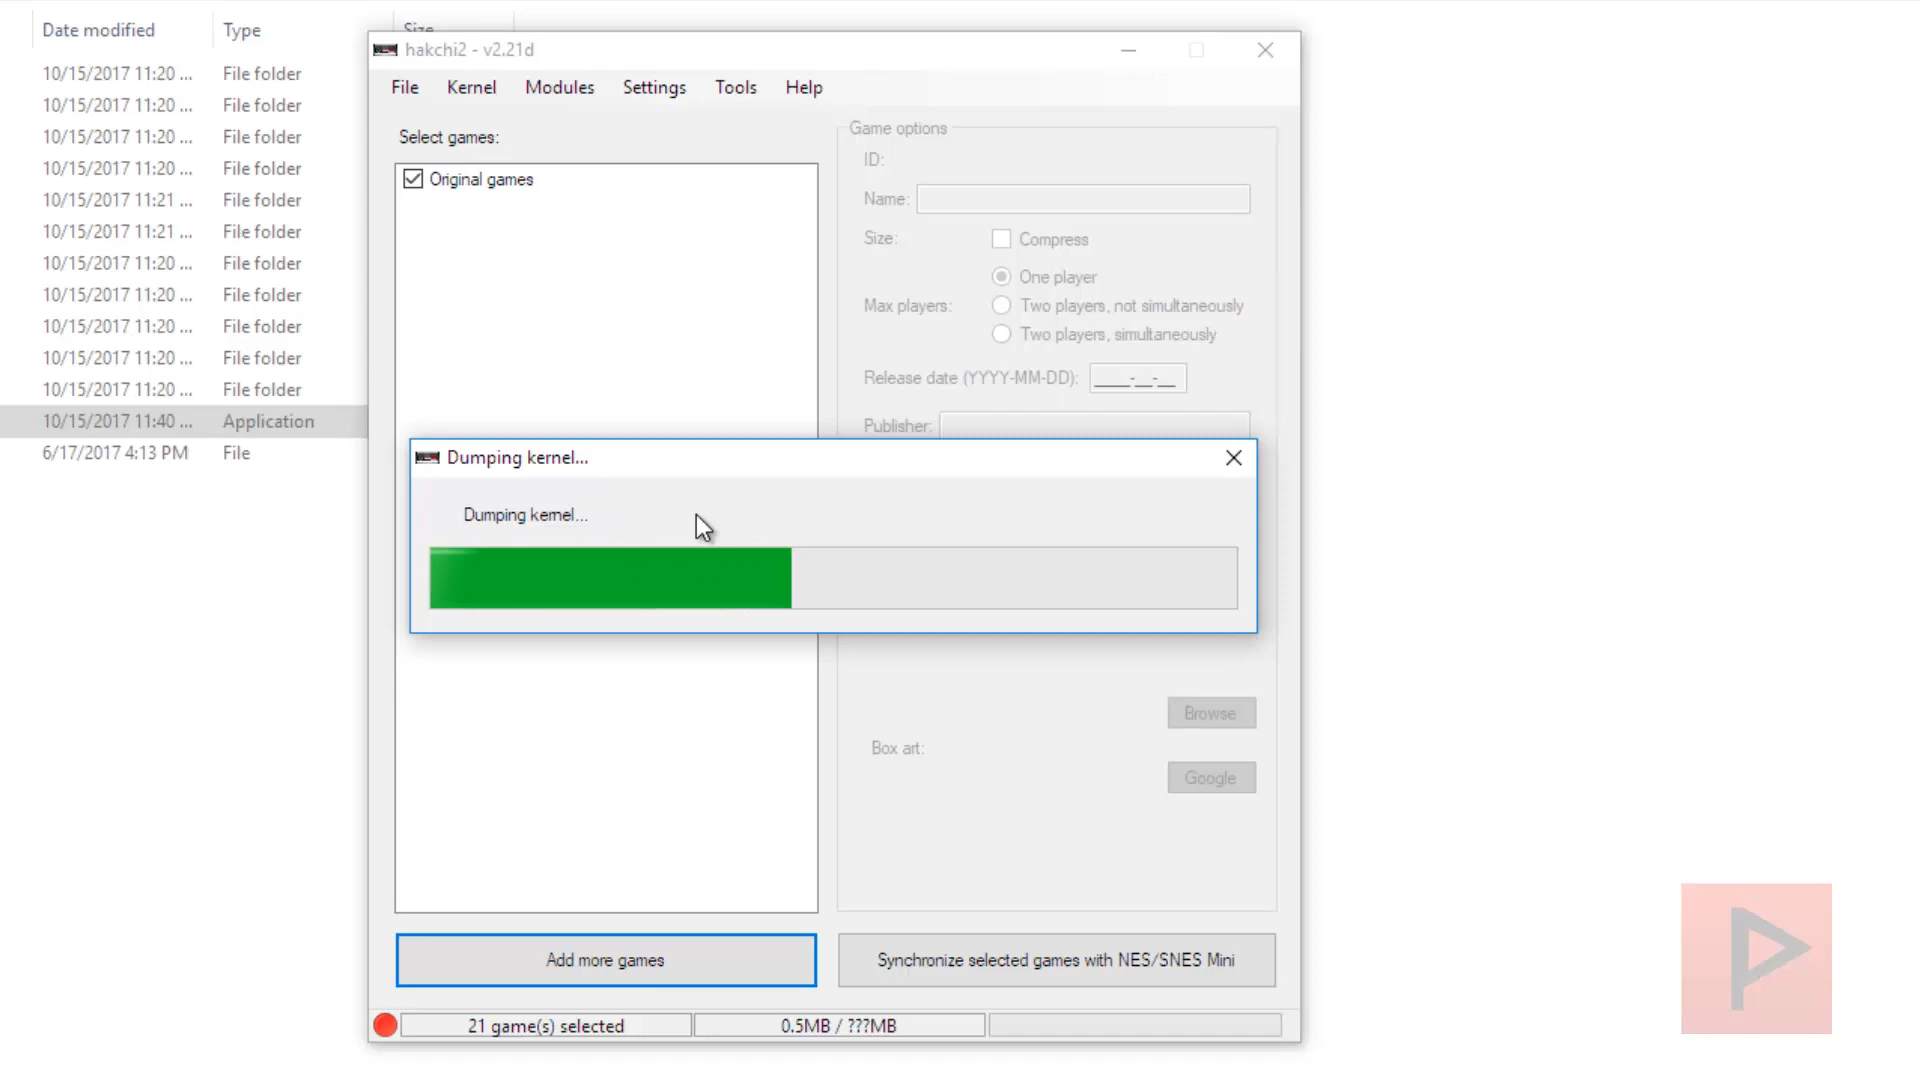 Date modified Type Size
10/15/2017 11:20 ... File folder
10/15/2017 11:20 ... File folder
10/15/2017 11:20 ... File folder
10/15/2017 11:20 ... File folder
10/15/2017 11:21 ... File folder
10/15/2017 11:21 ... File folder
10/15/2017 11:20 ... File folder
10/15/2017 11:20 ... File folder
10/15/2017 11:20 ... File folder
10/15/2017 11:20 ... File folder
10/15/2017 11:20 ... File folder
10/15/2017 11:40 ... Application
6/17/2017 4:13 PM File
hakchi2 - v2.21d
File Kernel Modules Settings Tools Help
Select games:
Original games
Game options
ID:
Name:
Size: Compress
One player
Max players: Two players, not simultaneously
Two players, simultaneously
Release date (YYYY-MM-DD): ____-__-__
Publisher:
Dumping kernel...
Dumping kernel...
Browse
Box art:
Google
Add more games
Synchronize selected games with NES/SNES Mini
21 game(s) selected
0.5MB / ???MB
P